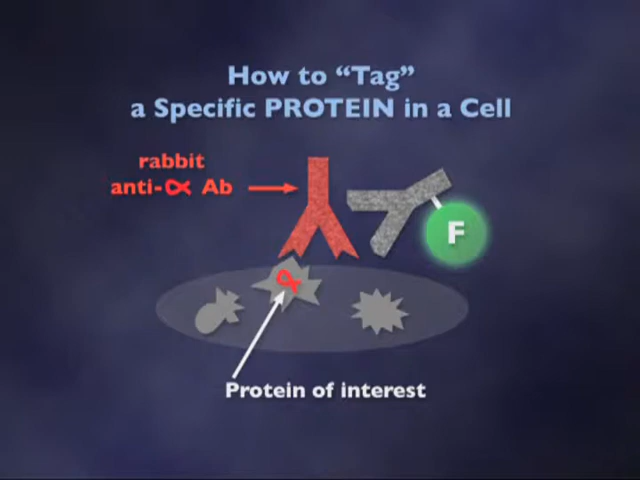 How to “Tag”
a Specific PROTEIN in a Cell
rabbit
anti-α Ab
F
α
Protein of interest